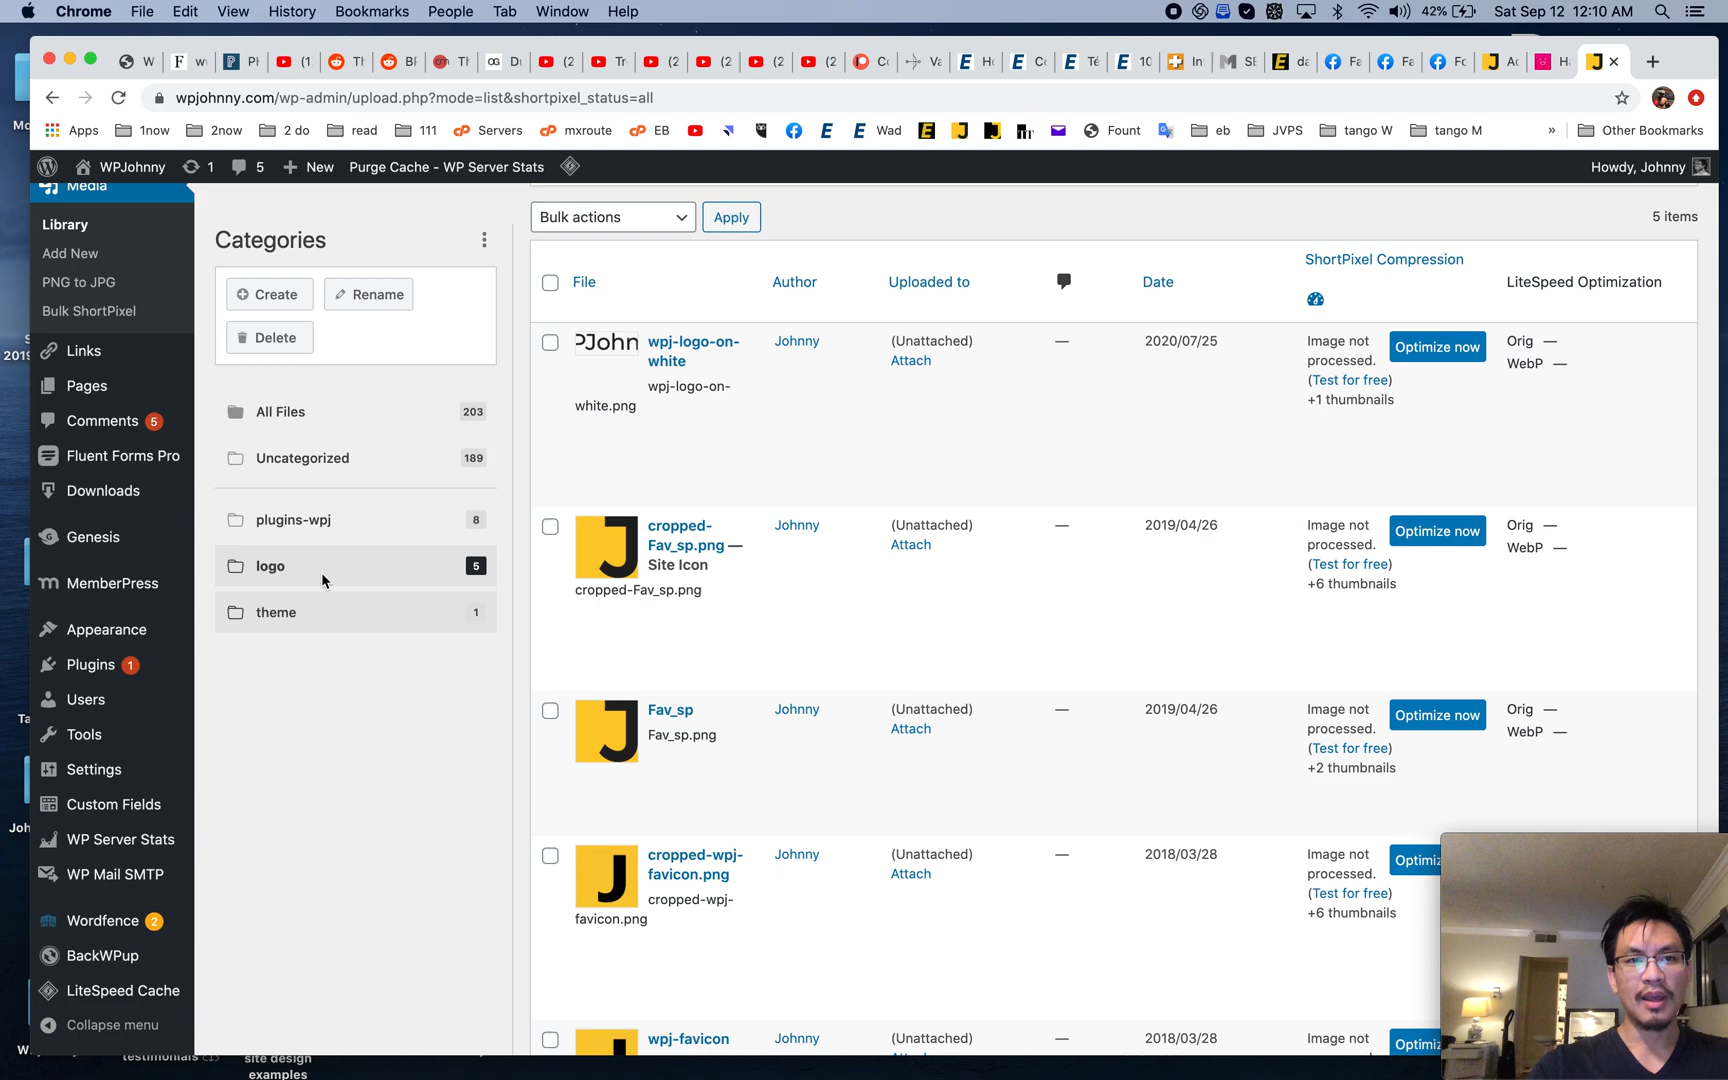 Chrome File Edit View History Bookmarks People Tab Window Help
42% Sat Sep 12 12:10 AM
wpjohnny.com/wp-admin/upload.php?mode=list&shortpixel_status=all
Apps 1now 2now 2 do read 111 Servers mxroute EB Wad Fount eb JVPS tango W tango M » Other Bookmarks
WPJohnny 1 5 New Purge Cache - WP Server Stats
Howdy, Johnny
Media
Library
Add New
PNG to JPG
Bulk ShortPixel
Links
Pages
Comments 5
Fluent Forms Pro
Downloads
Genesis
MemberPress
Appearance
Plugins 1
Users
Tools
Settings
Custom Fields
WP Server Stats
WP Mail SMTP
Wordfence 2
BackWPup
LiteSpeed Cache
Collapse menu
Categories
Create Rename
Delete
All Files 203
Uncategorized 189
plugins-wpj 8
logo 5
theme 1
Bulk actions Apply
5 items
File Author Uploaded to Date ShortPixel Compression LiteSpeed Optimization
wpj-logo-on-
white
wpj-logo-on-
white.png
Johnny
(Unattached)
Attach
—
2020/07/25
Image not
processed.
(Test for free)
+1 thumbnails
Optimize now
Orig —
WebP —
cropped-
Fav_sp.png —
Site Icon
cropped-Fav_sp.png
Johnny
(Unattached)
Attach
—
2019/04/26
Image not
processed.
(Test for free)
+6 thumbnails
Optimize now
Orig —
WebP —
Fav_sp
Fav_sp.png
Johnny
(Unattached)
Attach
—
2019/04/26
Image not
processed.
(Test for free)
+2 thumbnails
Optimize now
Orig —
WebP —
cropped-wpj-
favicon.png
cropped-wpj-
favicon.png
Johnny
(Unattached)
Attach
—
2018/03/28
Image not
processed.
(Test for free)
+6 thumbnails
Optimiz
wpj-favicon
Johnny
(Unattached)
—
2018/03/28
Image not
Optimiz
site design
examples